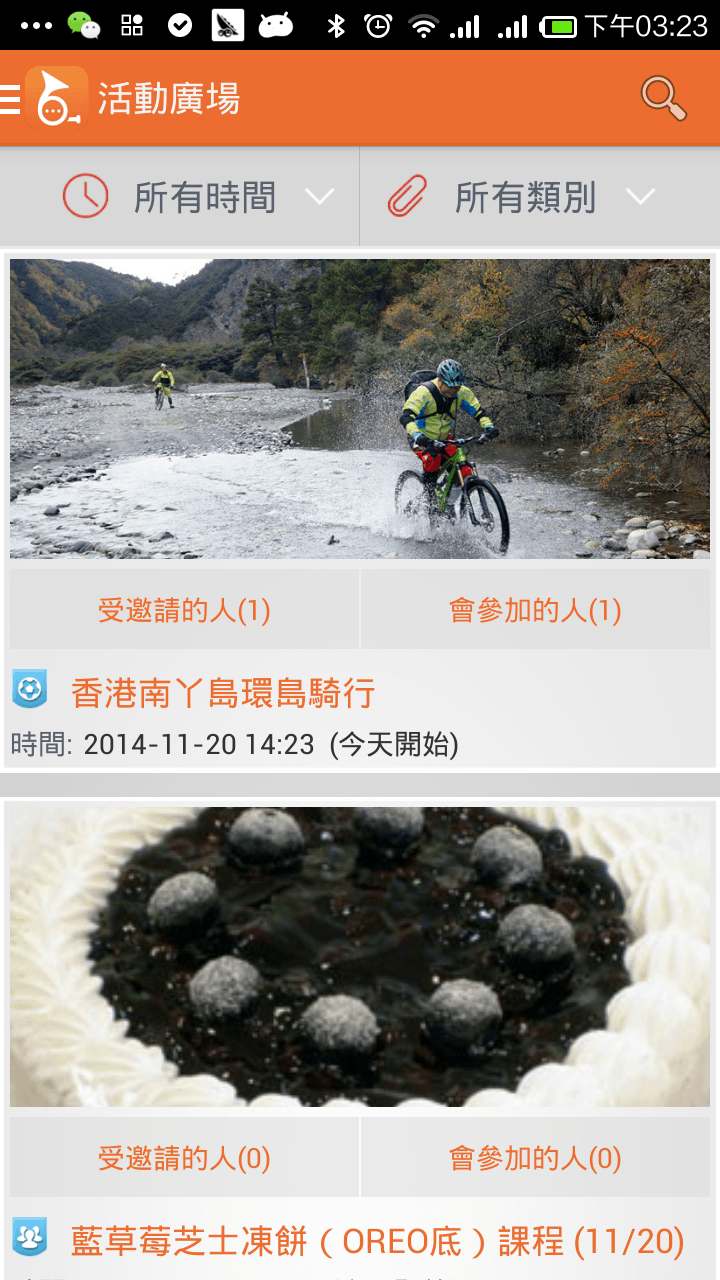 下午03:23
活動廣場
所有時間 所有類別
受邀請的人(1) 會參加的人(1)
香港南丫島環島騎行
時間: 2014-11-20 14:23 (今天開始)
受邀請的人(0) 會參加的人(0)
藍草莓芝士凍餅（OREO底）課程 (11/20)